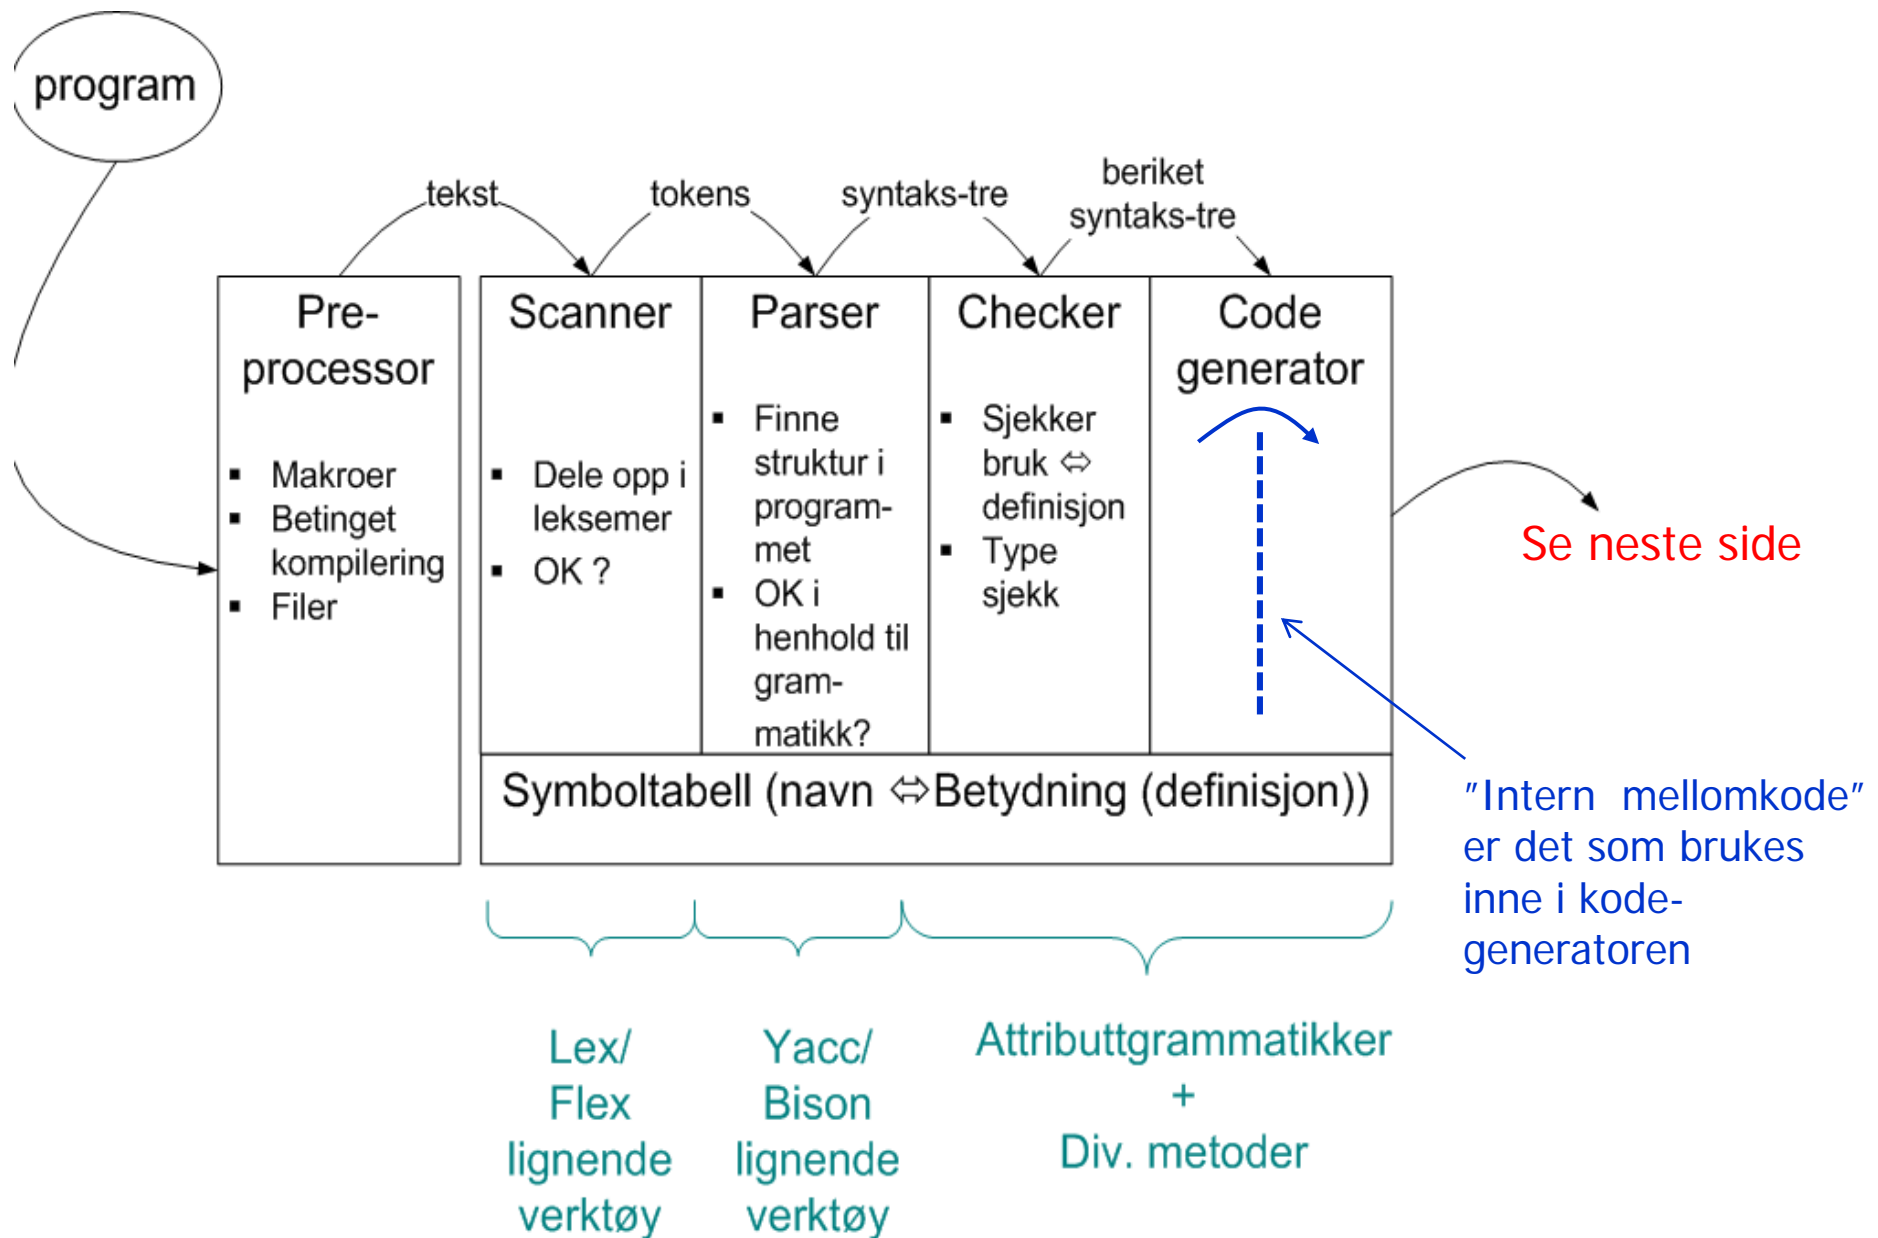 program
tekst
tokens
syntaks-tre
beriket
syntaks-tre
Pre-
processor
▪ Makroer
▪ Betinget
kompilering
▪ Filer
Scanner
▪ Dele opp i
leksemer
▪ OK ?
Parser
▪ Finne
struktur i
program-
met
▪ OK i
henhold til
gram-
matikk?
Checker
▪ Sjekker
bruk ⇔
definisjon
▪ Type
sjekk
Code
generator
Se neste side
Symboltabell (navn ⇔Betydning (definisjon))
"Intern mellomkode"
er det som brukes
inne i kode-
generatoren
Lex/
Flex
lignende
verktøy
Yacc/
Bison
lignende
verktøy
Attributtgrammatikker
+
Div. metoder